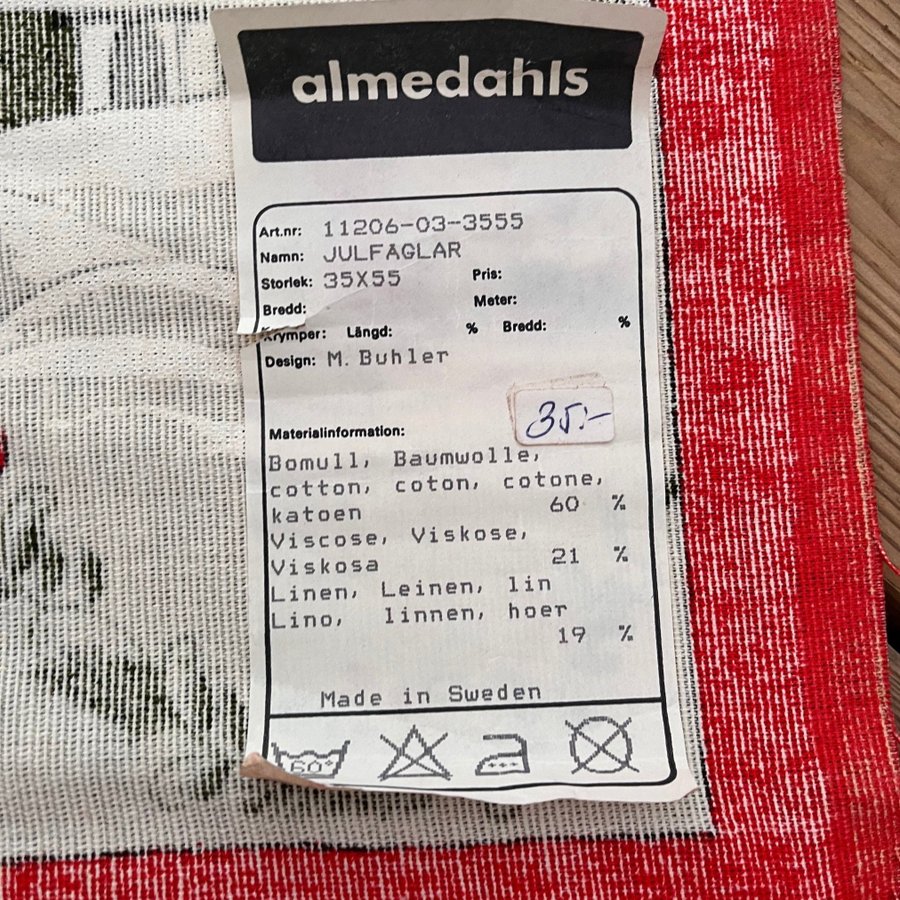 almedahls
Art.nr: 11206-03-3555
Namn: JULFAGLAR
Storlek: 35X55 Pris:
Bredd: Meter:
Krymper: Längd: % Bredd: %
Design: M. Buhler
35:-
Materialinformation:
Bomull, Baumwolle,
cotton, coton, cotone,
katoen 60 %
Viscose, Viskose,
Viskosa 21 %
Linen, Leinen, lin
Lino, linnen, hoer
19 %
Made in Sweden
60°